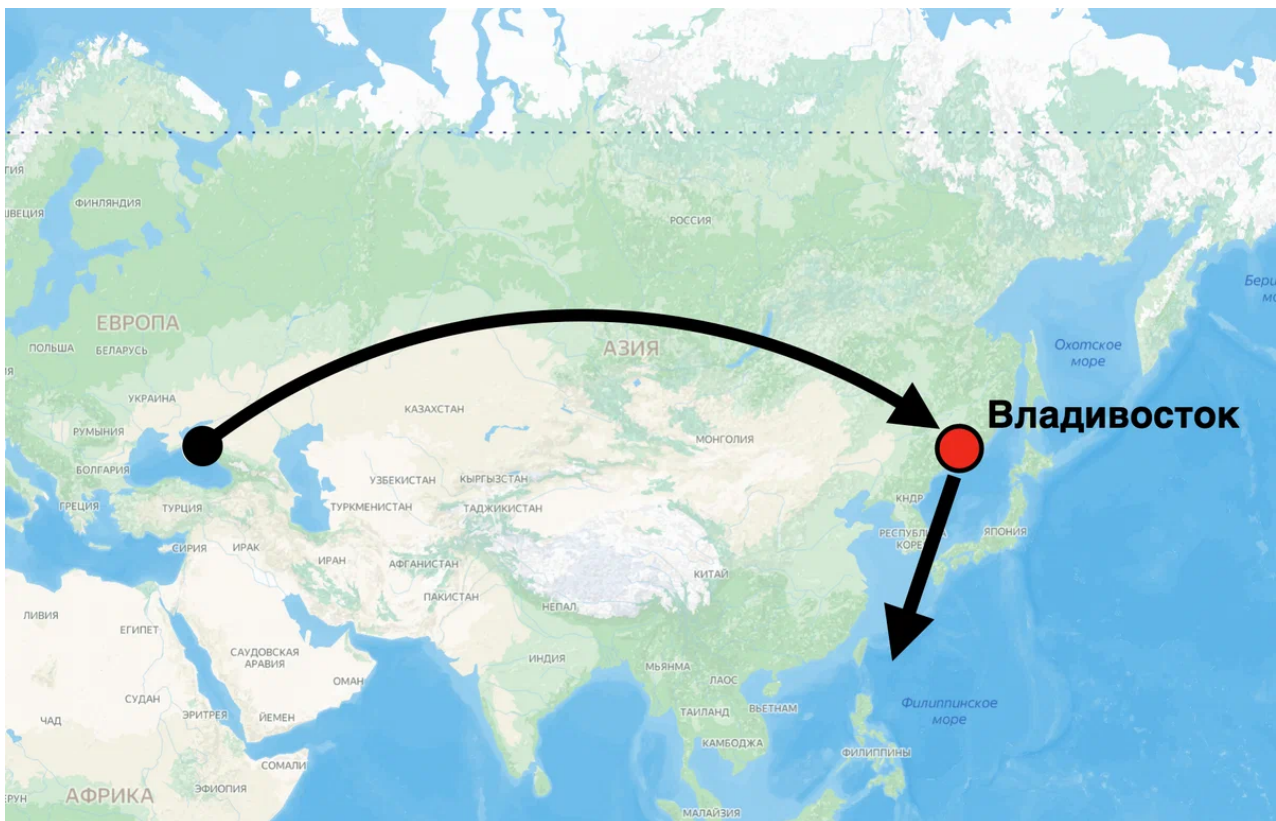 ГИЯ
ШВЕЦИЯ
ФИНЛЯНДИЯ
РОССИЯ
Охотское
море
ЕВРОПА
ПОЛЬША
БЕЛАРУСЬ
АЗИЯ
УКРАИНА
КАЗАХСТАН
Владивосток
РУМЫНИЯ
МОНГОЛИЯ
БОЛГАРИЯ
УЗБЕКИСТАН
КЫРГЫЗСТАН
ГРЕЦИЯ
ТУРЦИЯ
ТУРКМЕНИСТАН
ТАДЖИКИСТАН
КНДР
РЕСПУБЛИКА
КОРЕЯ
ЯПОНИЯ
СИРИЯ
ИРАК
ИРАН
АФГАНИСТАН
КИТАЙ
ПАКИСТАН
НЕПАЛ
ЛИВИЯ
ЕГИПЕТ
САУДОВСКАЯ
АРАВИЯ
ОМАН
ИНДИЯ
МЬЯНМА
ЛАОС
СУДАН
ЧАД
ЭРИТРЕЯ
ЙЕМЕН
ТАИЛАНД
ВЬЕТНАМ
Филиппинское
море
КАМБОДЖА
ФИЛИППИНЫ
СОМАЛИ
ЭФИОПИЯ
АФРИКА
МАЛАЙЗИЯ